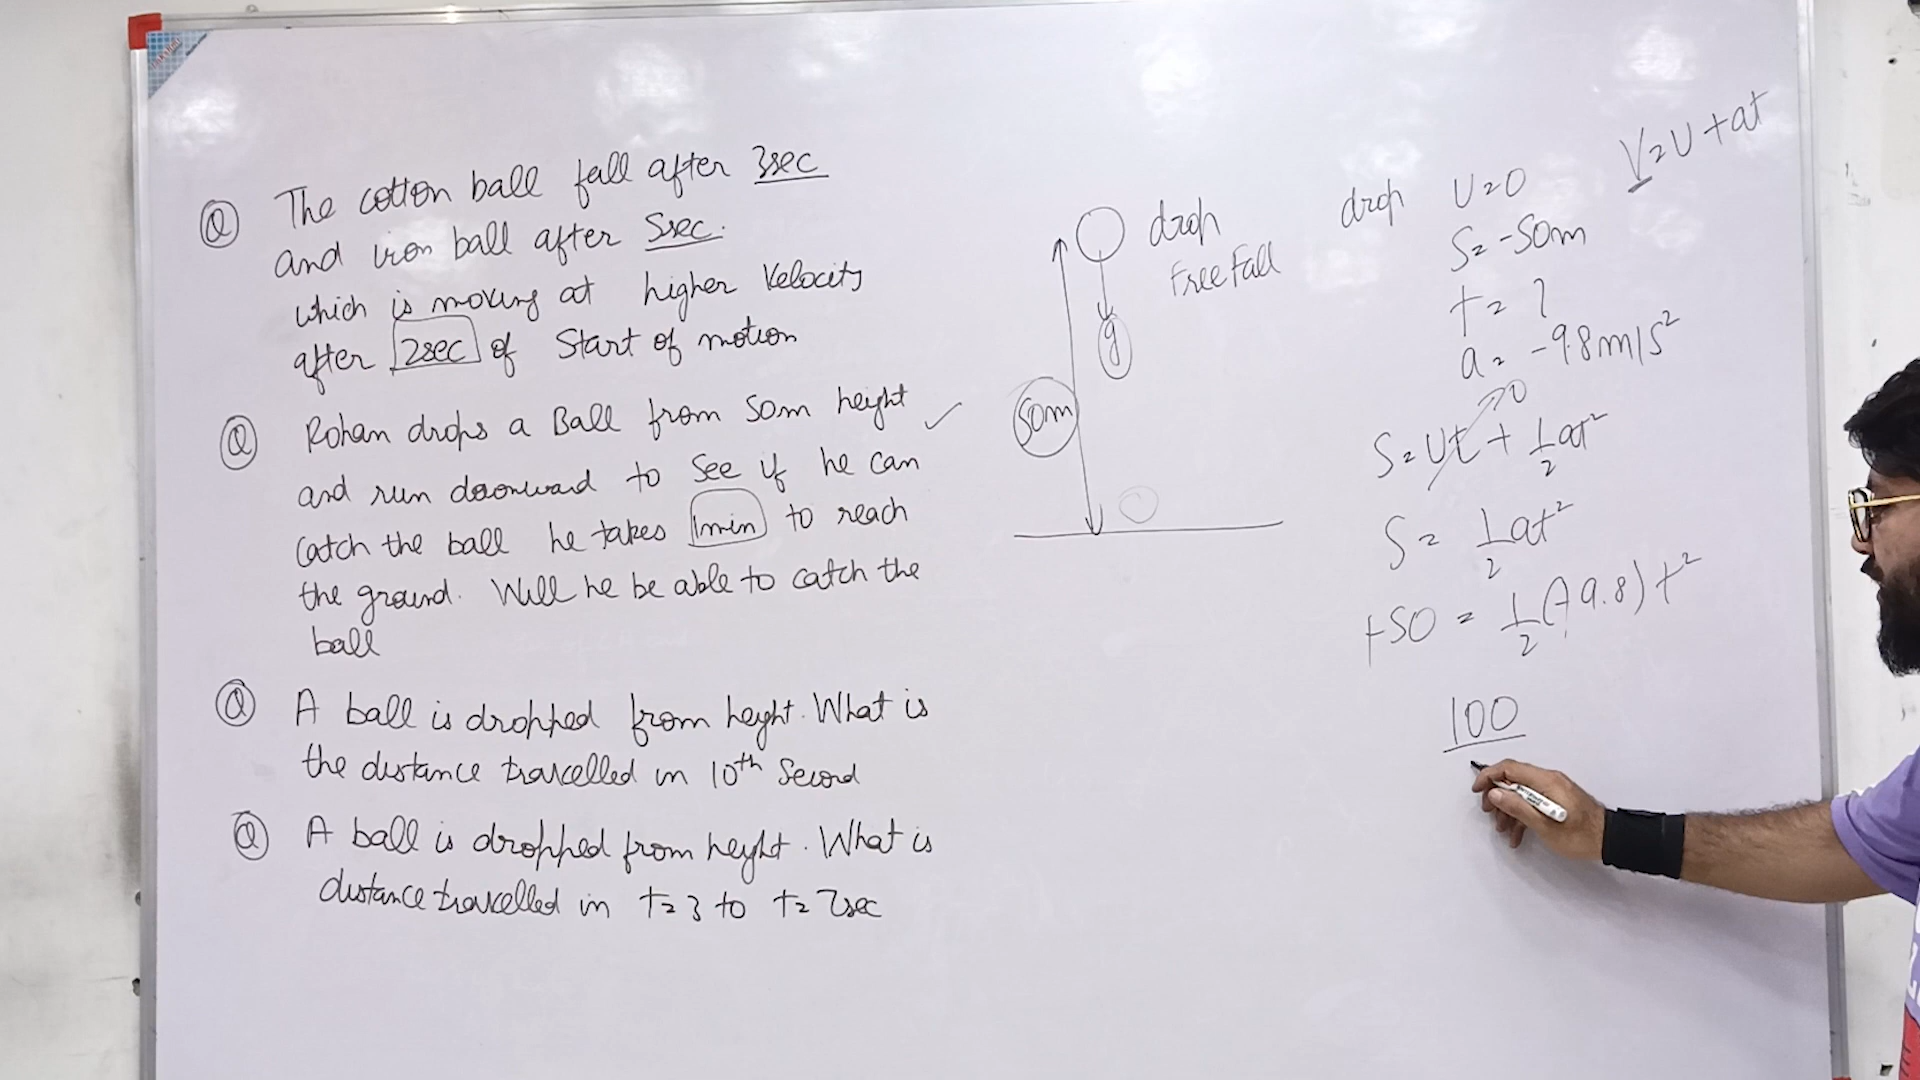 Q The cotton ball fall after 3sec
and iron ball after 5sec.
which is moving at higher velocity
after 2sec of start of motion
Q Rohan drops a Ball from 50m height ✓
and run downward to see if he can
catch the ball he takes 1min to reach
the ground. Will he be able to catch the
ball
Q A ball is dropped from height. What is
the distance travelled in 10th Second
Q A ball is dropped from height. What is
distance travelled in t=3 to t=7sec
drop
Free Fall
g
50m
drop U=0
V=U+at
S=-50m
t=?
a=-9.8m/s²
0
S=Ut+1/2at²
S=1/2at²
+50=1/2(+9.8)t²
100